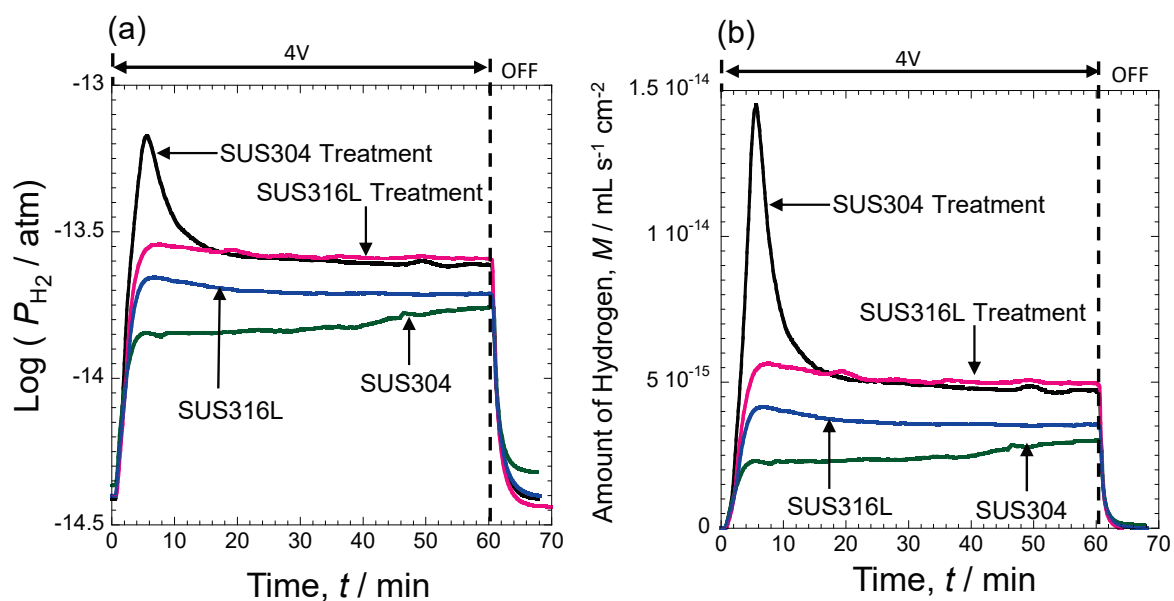 (a)
4V
OFF
-13
-13.5
-14
-14.5
Log ( P_H2 / atm)
SUS304 Treatment
SUS316L Treatment
SUS316L
SUS304
0 10 20 30 40 50 60 70
Time, t / min
(b)
4V
OFF
1.5 10^-14
1 10^-14
5 10^-15
0
Amount of Hydrogen, M / mL s^-1 cm^-2
SUS304 Treatment
SUS316L Treatment
SUS316L
SUS304
0 10 20 30 40 50 60 70
Time, t / min